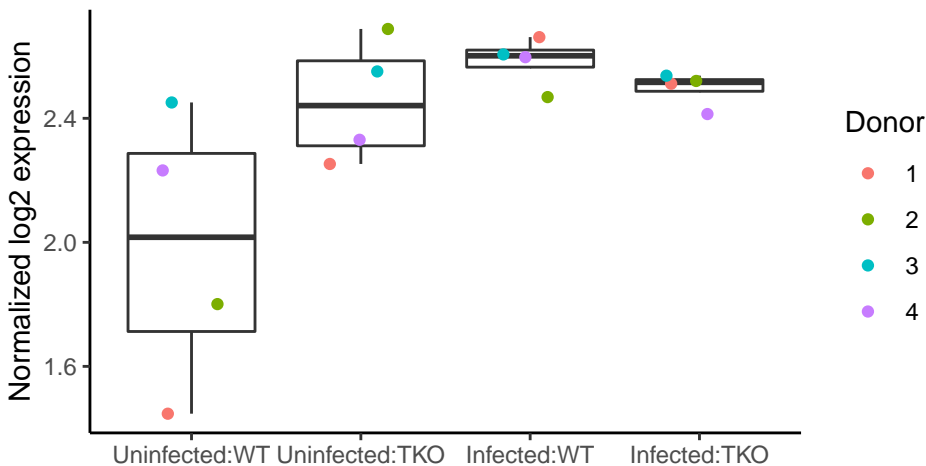 Normalized log2 expression
2.4
2.0
1.6
Uninfected:WT Uninfected:TKO Infected:WT Infected:TKO
Donor
1
2
3
4